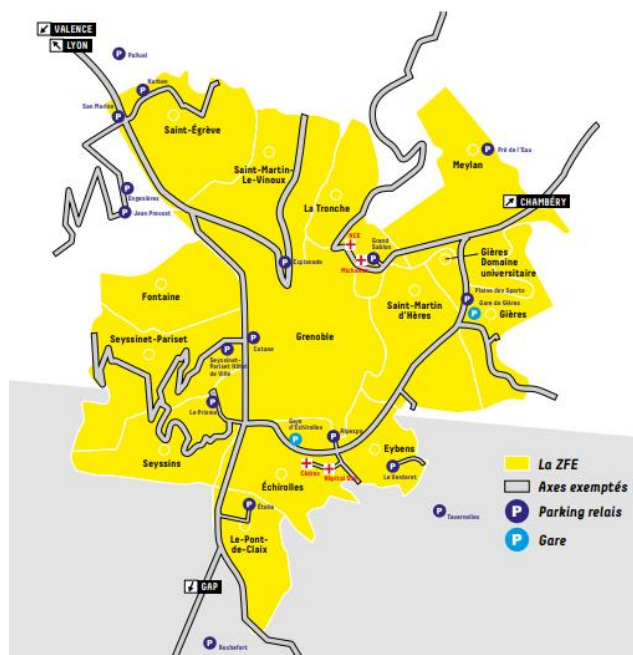 VALENCE
LYON
P Palluel
P Karben
San Marino P
Saint-Égrève
Saint-Martin-
Le-Vinoux
La Tronche
Meylan
P Pré de l'Eau
CHAMBÉRY
Engenières P
Jean Prevost P
Grand
Sablon
P
Esplanade
P
Gières
Domaine
universitaire
Plaine des Sports
P
Gare de Gières
P
Gières
Saint-Martin
d'Hères
Fontaine
Grenoble
Seyssinet-Pariset
P
Catane
P
Seyssinet-
Pariset Hôtel
de Ville
Le Prisme P
Seyssins
Gare
d'Échirolles
P
Alpexpo
P
Eybens
P
Le Verderet
Échirolles
P
Étoile
Le-Pont-
de-Claix
P
Tavernolles
GAP
P
Rochefort
La ZFE
Axes exemptés
P Parking relais
P Gare